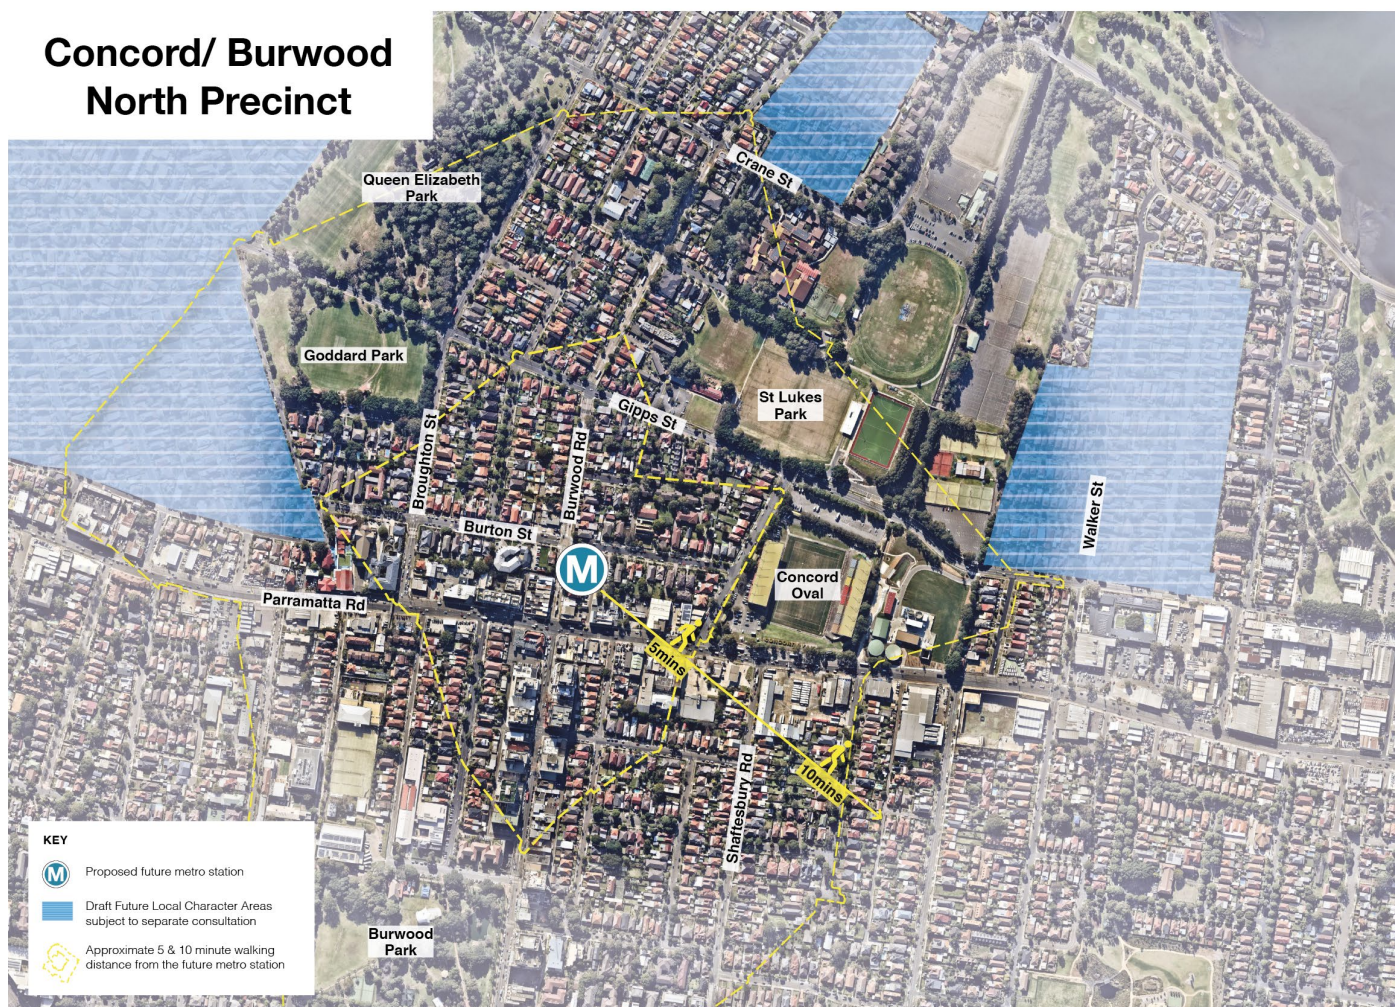 Concord/ Burwood
North Precinct
Crane St
Queen Elizabeth
Park
Goddard Park
St Lukes
Park
Gipps St
Broughton St
Burwood Rd
Walker St
Burton St
M
Concord
Oval
Parramatta Rd
5mins
10mins
Shaftesbury Rd
Burwood
Park
KEY
M
Proposed future metro station
Draft Future Local Character Areas
subject to separate consultation
Approximate 5 & 10 minute walking
distance from the future metro station